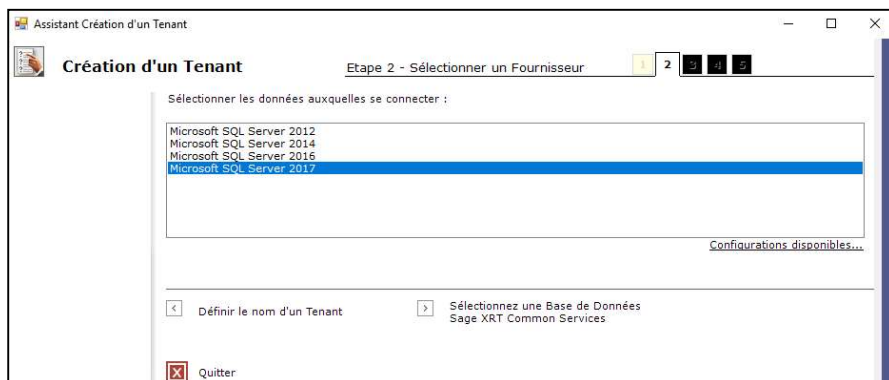 Assistant Création d'un Tenant
Création d'un Tenant
Etape 2 - Sélectionner un Fournisseur
1 2 3 4 5
Sélectionner les données auxquelles se connecter :
Microsoft SQL Server 2012
Microsoft SQL Server 2014
Microsoft SQL Server 2016
Microsoft SQL Server 2017
Configurations disponibles...
< Définir le nom d'un Tenant
> Sélectionnez une Base de Données
Sage XRT Common Services
X Quitter